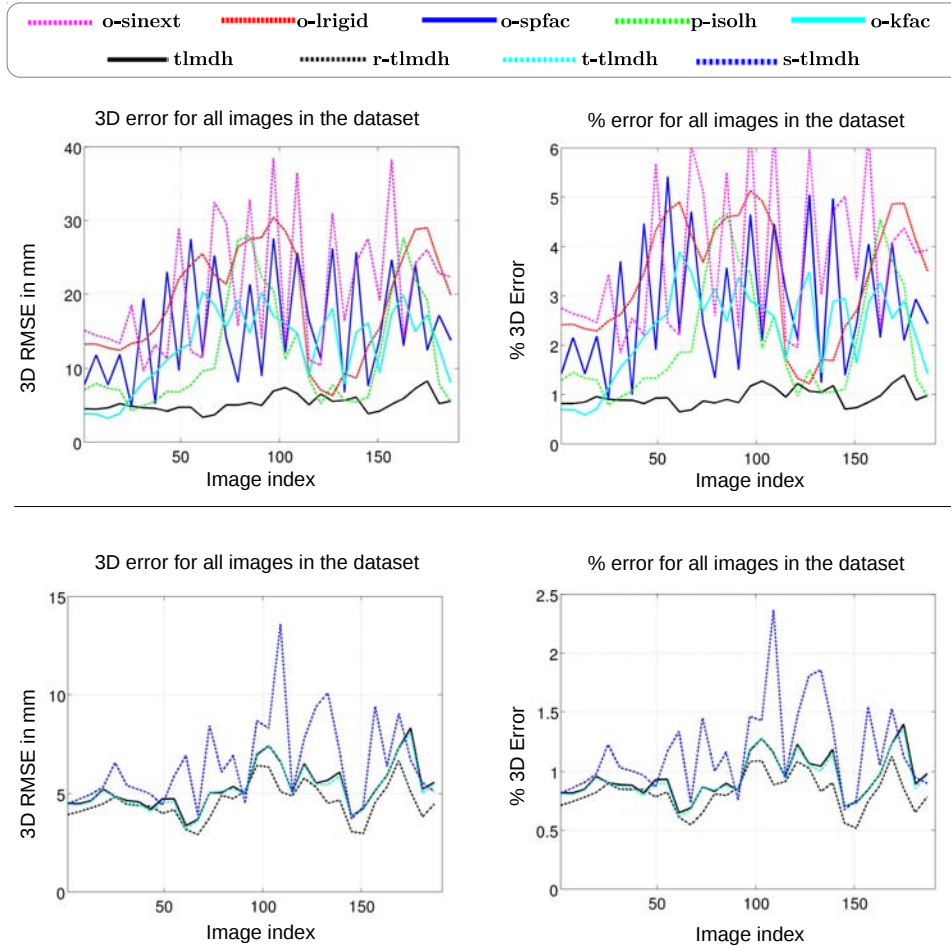 o-sinext o-lrigid o-spfac p-isolh o-kfac
tlmdh r-tlmdh t-tlmdh s-tlmdh
3D error for all images in the dataset
40
30
20
10
0
3D RMSE in mm
50 100 150
Image index
% error for all images in the dataset
6
5
4
3
2
1
0
% 3D Error
50 100 150
Image index
3D error for all images in the dataset
15
10
5
0
3D RMSE in mm
50 100 150
Image index
% error for all images in the dataset
2.5
2
1.5
1
0.5
0
% 3D Error
50 100 150
Image index